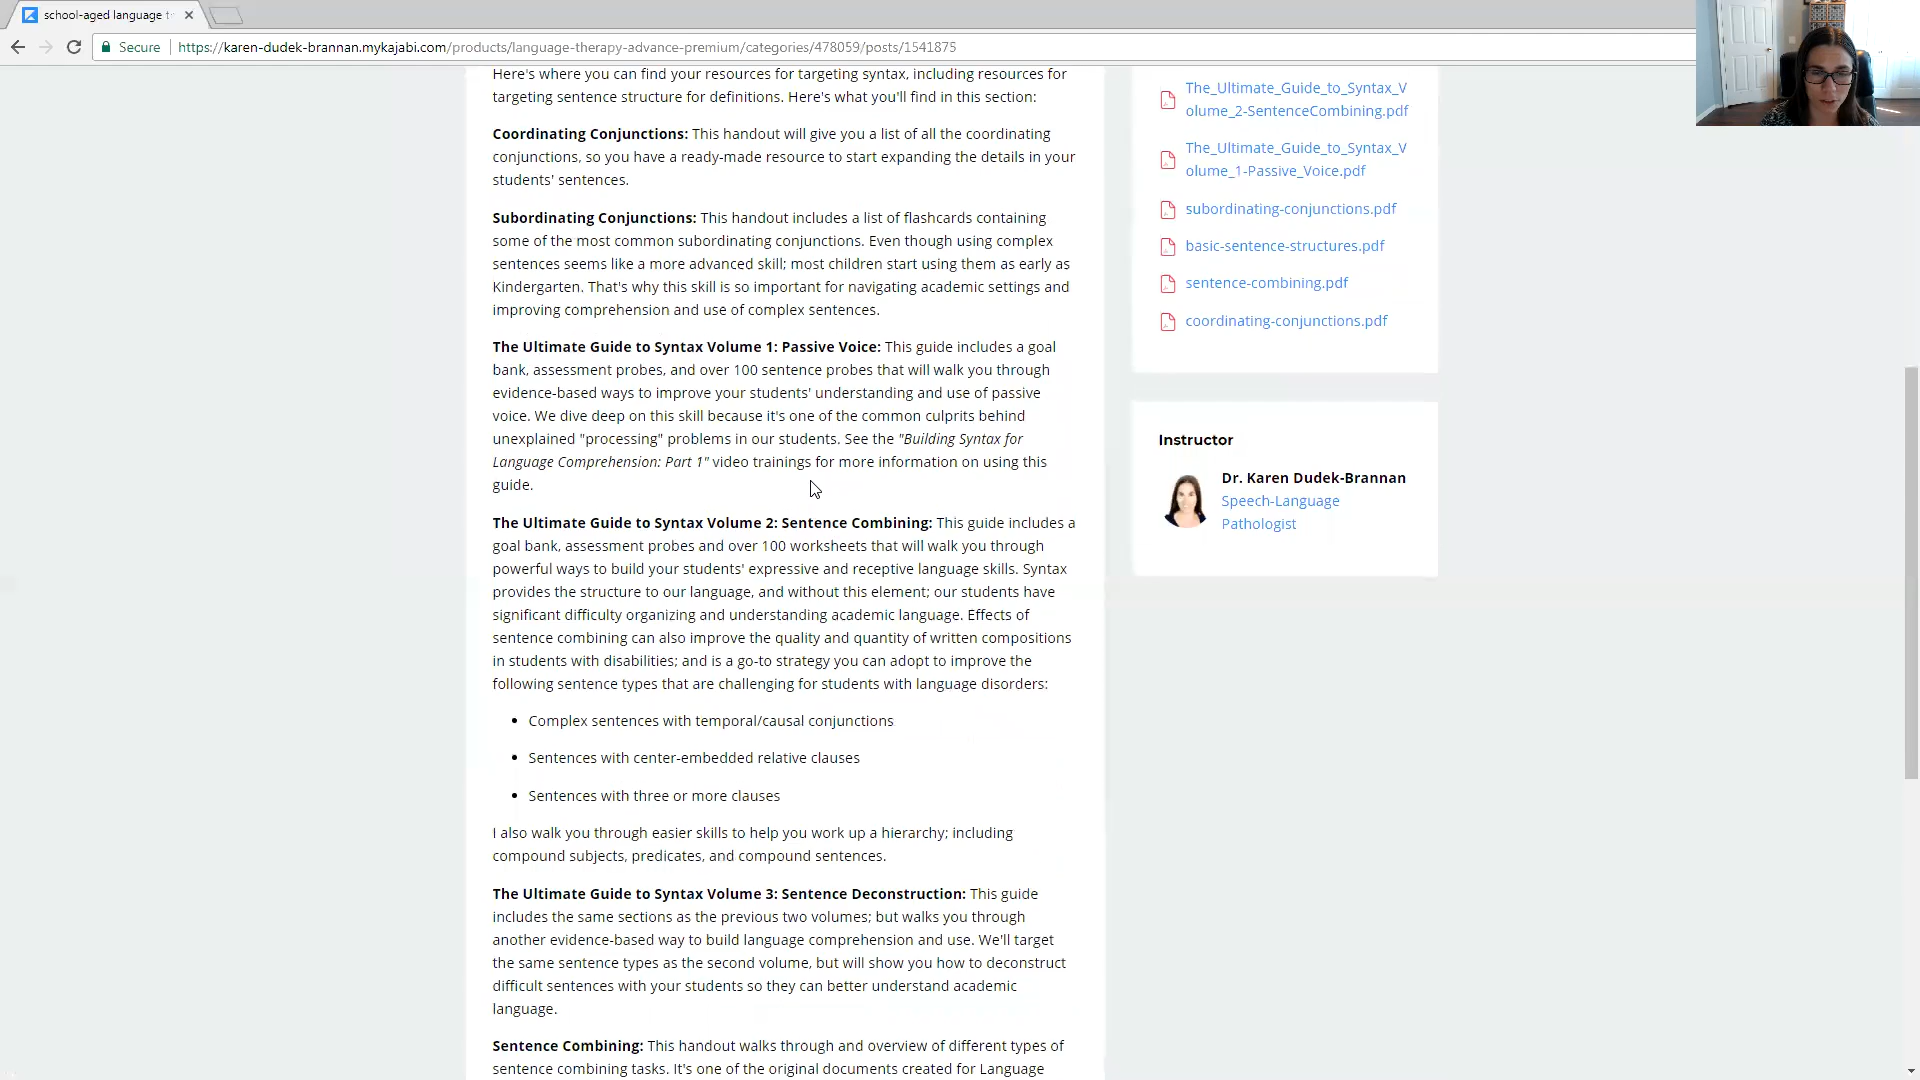 school-aged language t
Secure
https://karen-dudek-brannan.mykajabi.com/products/language-therapy-advance-premium/categories/478059/posts/1541875
Here's where you can find your resources for targeting syntax, including resources for
targeting sentence structure for definitions. Here's what you'll find in this section:
Coordinating Conjunctions: This handout will give you a list of all the coordinating
conjunctions, so you have a ready-made resource to start expanding the details in your
students' sentences.
Subordinating Conjunctions: This handout includes a list of flashcards containing
some of the most common subordinating conjunctions. Even though using complex
sentences seems like a more advanced skill; most children start using them as early as
Kindergarten. That's why this skill is so important for navigating academic settings and
improving comprehension and use of complex sentences.
The Ultimate Guide to Syntax Volume 1: Passive Voice: This guide includes a goal
bank, assessment probes, and over 100 sentence probes that will walk you through
evidence-based ways to improve your students' understanding and use of passive
voice. We dive deep on this skill because it's one of the common culprits behind
unexplained "processing" problems in our students. See the "Building Syntax for
Language Comprehension: Part 1" video trainings for more information on using this
guide.
The Ultimate Guide to Syntax Volume 2: Sentence Combining: This guide includes a
goal bank, assessment probes and over 100 worksheets that will walk you through
powerful ways to build your students' expressive and receptive language skills. Syntax
provides the structure to our language, and without this element; our students have
significant difficulty organizing and understanding academic language. Effects of
sentence combining can also improve the quality and quantity of written compositions
in students with disabilities; and is a go-to strategy you can adopt to improve the
following sentence types that are challenging for students with language disorders:
• Complex sentences with temporal/causal conjunctions
• Sentences with center-embedded relative clauses
• Sentences with three or more clauses
I also walk you through easier skills to help you work up a hierarchy; including
compound subjects, predicates, and compound sentences.
The Ultimate Guide to Syntax Volume 3: Sentence Deconstruction: This guide
includes the same sections as the previous two volumes; but walks you through
another evidence-based way to build language comprehension and use. We'll target
the same sentence types as the second volume, but will show you how to deconstruct
difficult sentences with your students so they can better understand academic
language.
Sentence Combining: This handout walks through and overview of different types of
sentence combining tasks. It's one of the original documents created for Language
The_Ultimate_Guide_to_Syntax_V
olume_2-SentenceCombining.pdf
The_Ultimate_Guide_to_Syntax_V
olume_1-Passive_Voice.pdf
subordinating-conjunctions.pdf
basic-sentence-structures.pdf
sentence-combining.pdf
coordinating-conjunctions.pdf
Instructor
Dr. Karen Dudek-Brannan
Speech-Language
Pathologist